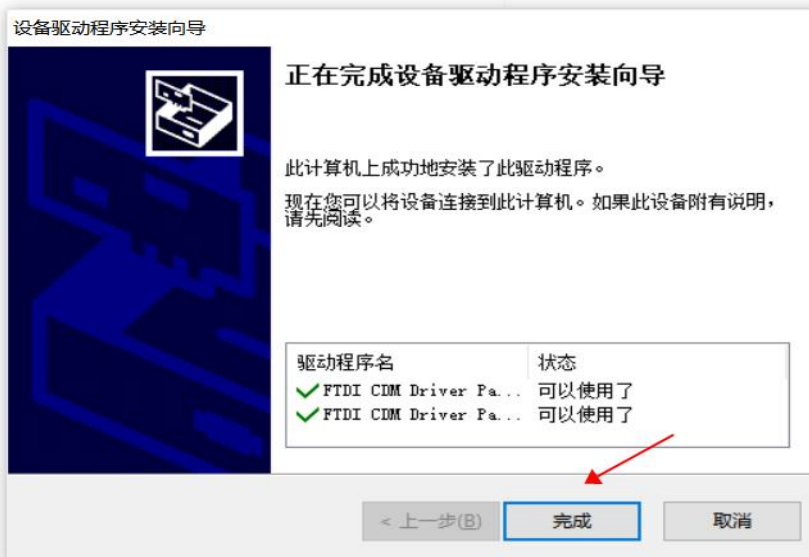 设备驱动程序安装向导
正在完成设备驱动程序安装向导
此计算机上成功地安装了此驱动程序。
现在您可以将设备连接到此计算机。如果此设备附有说明，
请先阅读。
驱动程序名 状态
FTDI CDM Driver Pa... 可以使用了
FTDI CDM Driver Pa... 可以使用了
< 上一步(B) 完成 取消